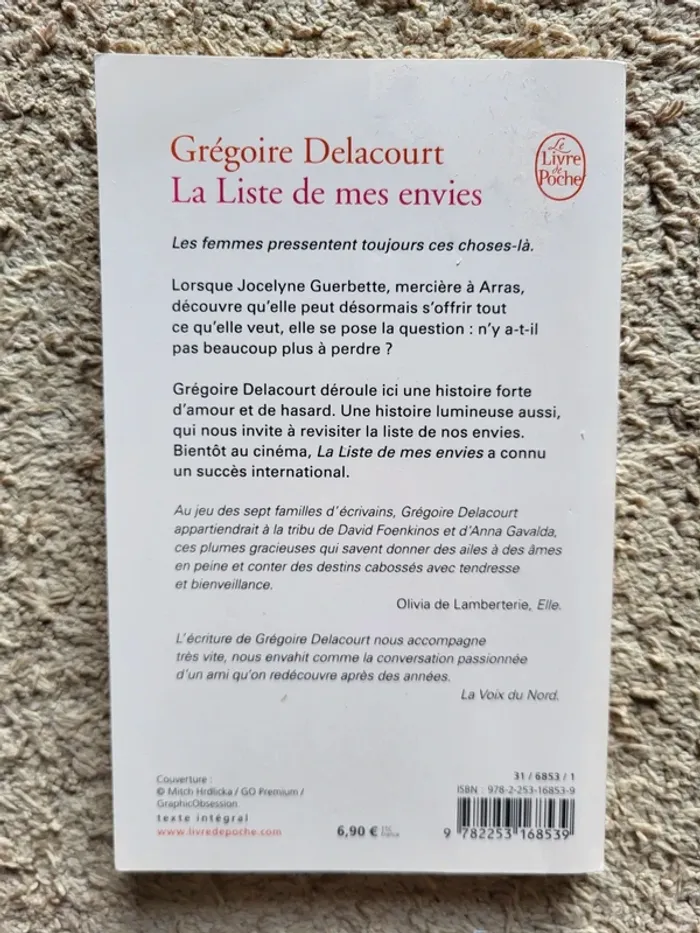 Grégoire Delacourt
La Liste de mes envies
Le
Livre
de
Poche
Les femmes pressentent toujours ces choses-là.
Lorsque Jocelyne Guerbette, mercière à Arras,
découvre qu'elle peut désormais s'offrir tout
ce qu'elle veut, elle se pose la question : n'y a-t-il
pas beaucoup plus à perdre ?
Grégoire Delacourt déroule ici une histoire forte
d'amour et de hasard. Une histoire lumineuse aussi,
qui nous invite à revisiter la liste de nos envies.
Bientôt au cinéma, La Liste de mes envies a connu
un succès international.
Au jeu des sept familles d'écrivains, Grégoire Delacourt
appartiendrait à la tribu de David Foenkinos et d'Anna Gavalda,
ces plumes gracieuses qui savent donner des ailes à des âmes
en peine et conter des destins cabossés avec tendresse
et bienveillance.
Olivia de Lamberterie, Elle.
L'écriture de Grégoire Delacourt nous accompagne
très vite, nous envahit comme la conversation passionnée
d'un ami qu'on redécouvre après des années.
La Voix du Nord.
Couverture :
© Mitch Hrdlicka / GO Premium /
GraphicObsession.
texte intégral
www.livredepoche.com
6,90 €
31 / 6853 / 1
ISBN : 978-2-253-16853-9
9 782253 168539